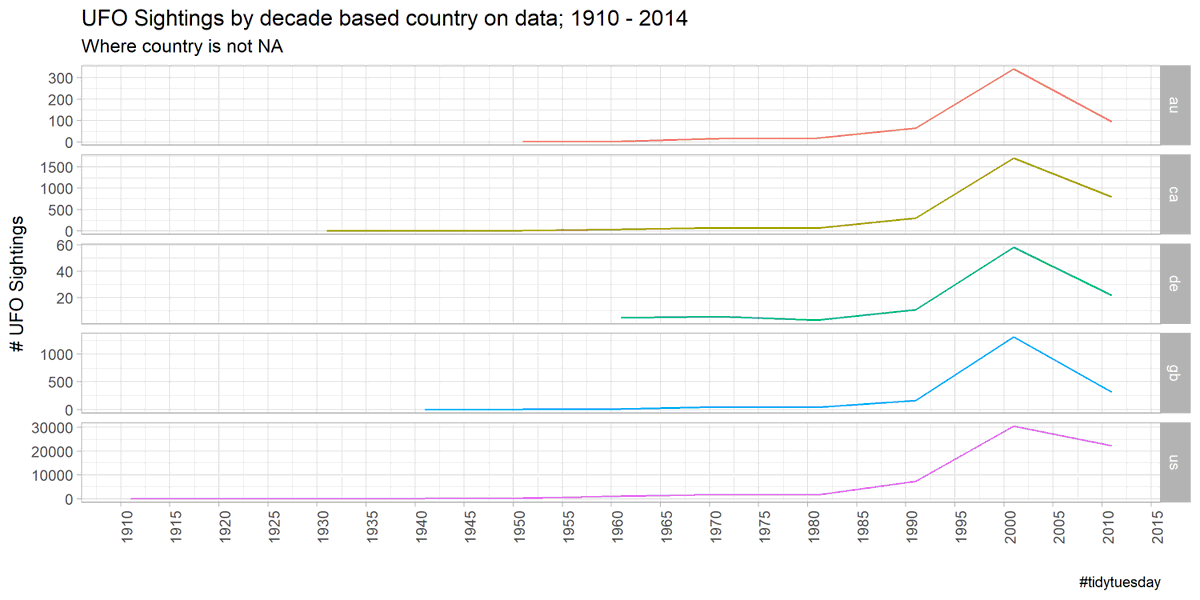 UFO Sightings by decade based country on data; 1910 - 2014
Where country is not NA
# UFO Sightings
300
200
100
0
au
1500
1000
500
0
ca
60
40
20
de
1000
500
0
gb
30000
20000
10000
0
us
1910 1915 1920 1925 1930 1935 1940 1945 1950 1955 1960 1965 1970 1975 1980 1985 1990 1995 2000 2005 2010 2015
#tidytuesday